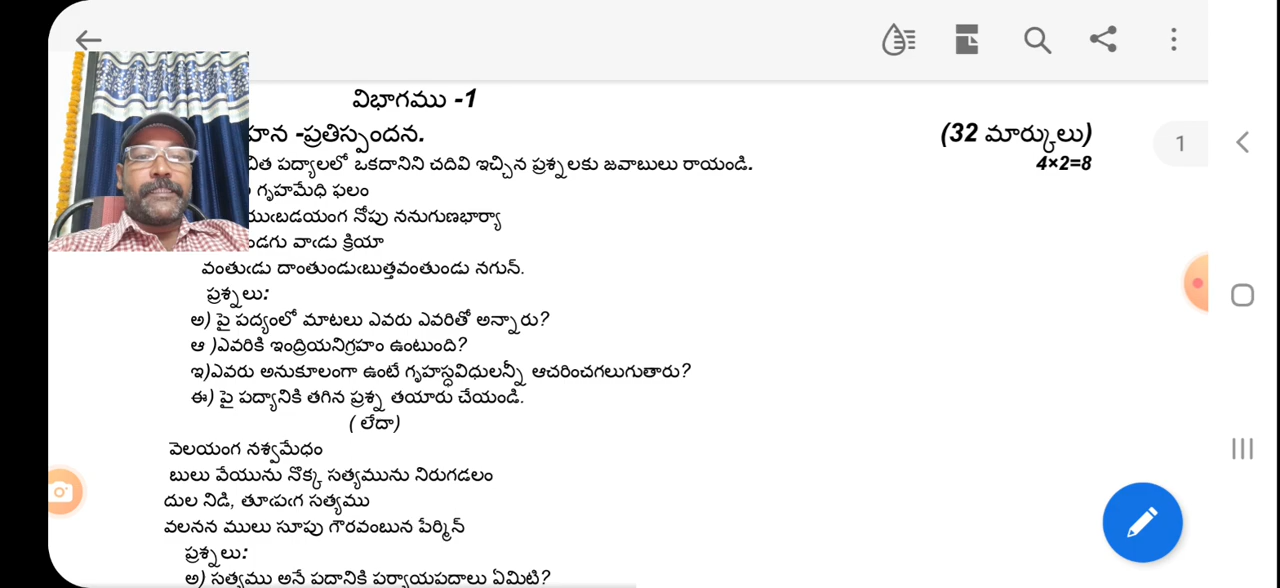 విభాగము -1
హన -ప్రతిస్పందన. (32 మార్కులు)
పద్యాలలో ఒకదానిని చదివి ఇచ్చిన ప్రశ్నలకు జవాబులు రాయండి. 4×2=8
గృహమేధి ఫలం
యుఁబడయంగ నోపు ననుగుణభార్యా
డగు వాఁడు క్రియా
వంతుఁడు దాంతుండుఁబుత్తవంతుండు నగున్.
ప్రశ్నలు:
అ) పై పద్యంలో మాటలు ఎవరు ఎవరితో అన్నారు?
ఆ )ఎవరికి ఇంద్రియనిగ్రహం ఉంటుంది?
ఇ)ఎవరు అనుకూలంగా ఉంటే గృహస్థవిధులన్నీ ఆచరించగలుగుతారు?
ఈ) పై పద్యానికి తగిన ప్రశ్న తయారు చేయండి.
( లేదా)
వెలయంగ నశ్వమేధం
బులు వేయును నొక్క సత్యమును నిరుగడలం
దుల నిడి, తూఁపఁగ సత్యము
వలనన ములు సూపు గౌరవంబున పేర్మిన్
ప్రశ్నలు:
అ) సత్యము అనే పదానికి పర్యాయపదాలు ఏమిటి?
1